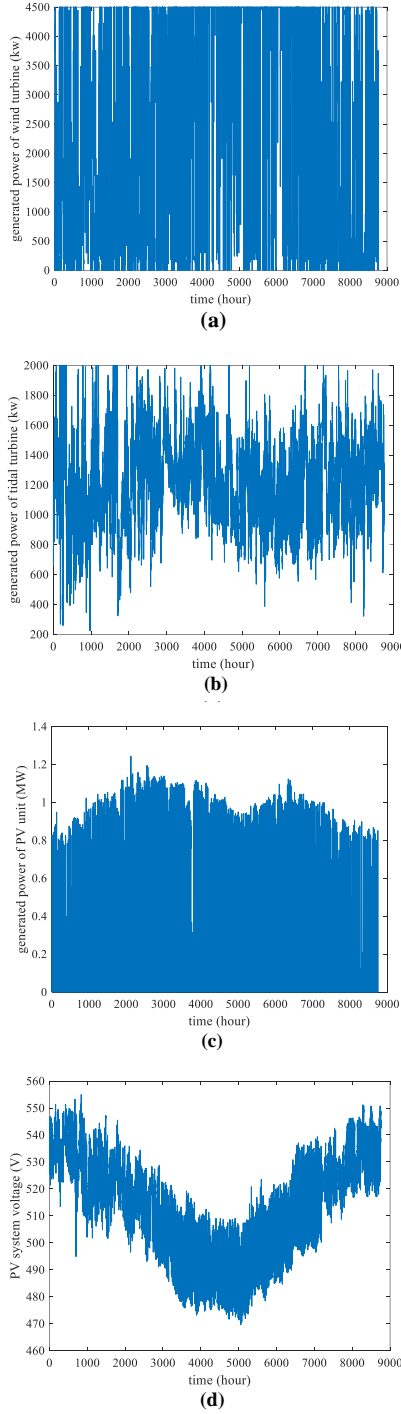 4500
4000
3500
3000
2500
2000
1500
1000
500
0
generated power of wind turbine (kw)
0 1000 2000 3000 4000 5000 6000 7000 8000 9000
time (hour)
(a)
2000
1800
1600
1400
1200
1000
800
600
400
200
generated power of tidal turbine (kw)
0 1000 2000 3000 4000 5000 6000 7000 8000 9000
time (hour)
(b)
1.4
1.2
1
0.8
0.6
0.4
0.2
0
generated power of PV unit (MW)
0 1000 2000 3000 4000 5000 6000 7000 8000 9000
time (hour)
(c)
560
550
540
530
520
510
500
490
480
470
460
PV system voltage (V)
0 1000 2000 3000 4000 5000 6000 7000 8000 9000
time (hour)
(d)